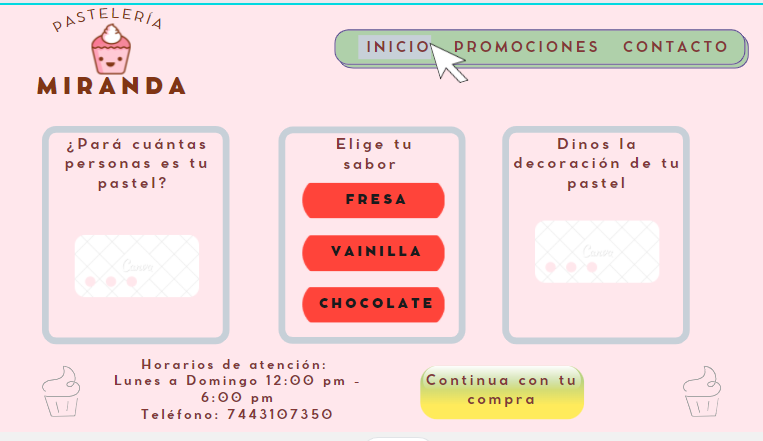 PASTELERÍA
MIRANDA
INICIO PROMOCIONES CONTACTO
¿Pará cuántas
personas es tu
pastel?
Canva
Elige tu
sabor
FRESA
VAINILLA
CHOCOLATE
Dinos la
decoración de tu
pastel
Canva
Horarios de atención:
Lunes a Domingo 12:00 pm -
6:00 pm
Teléfono: 7443107350
Continua con tu
compra